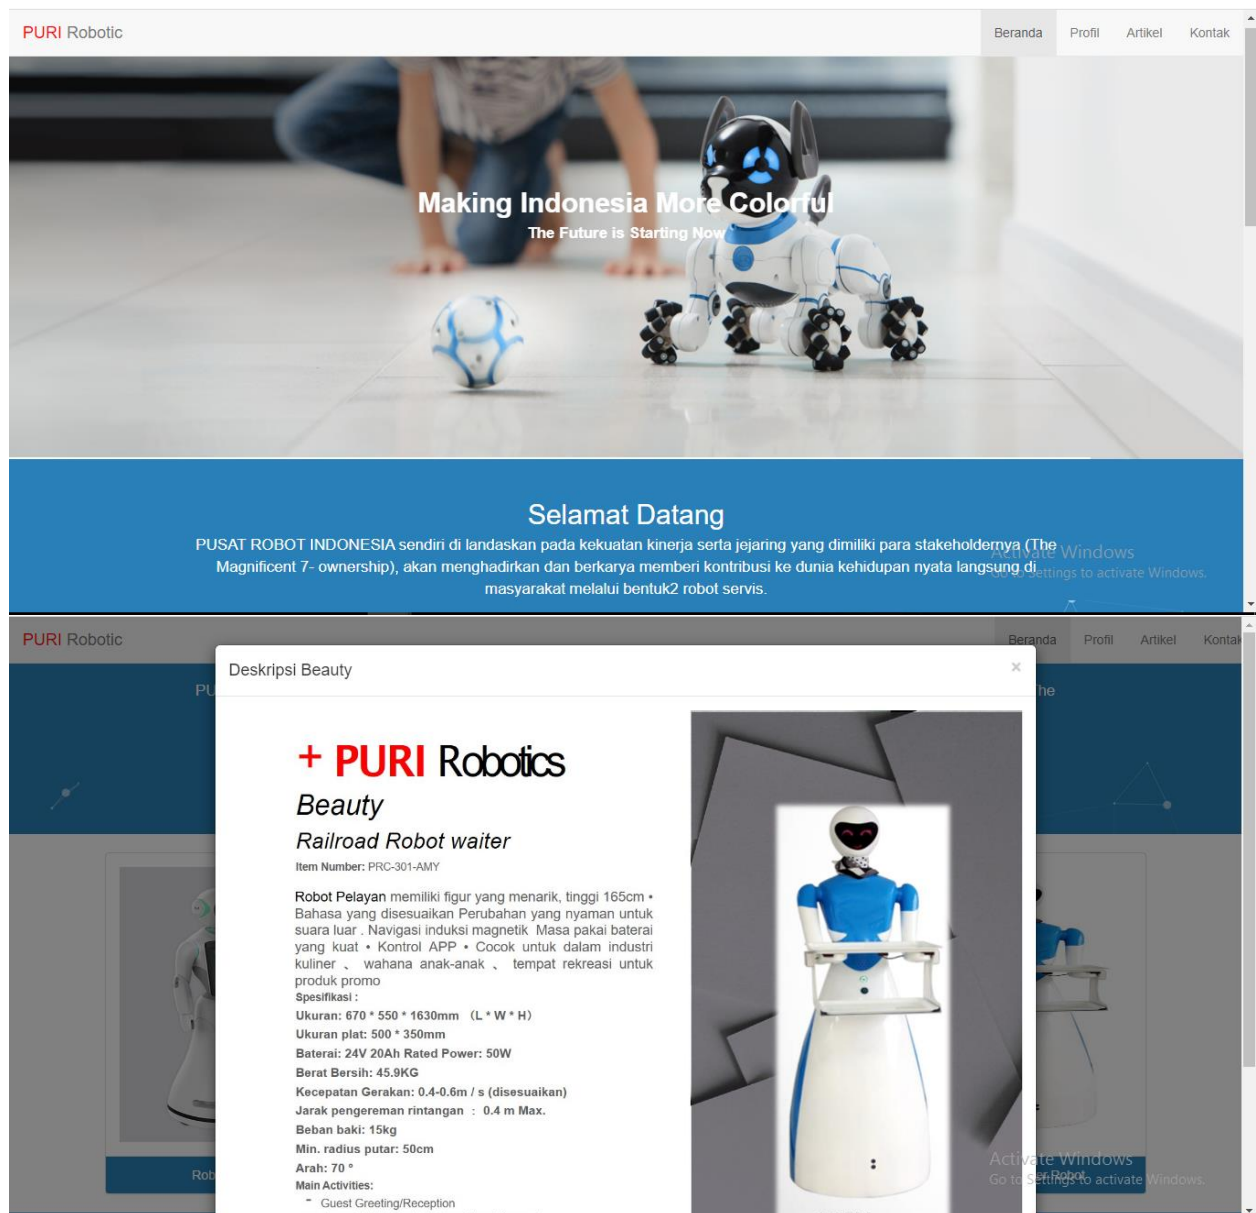 PURI Robotic
Beranda Profil Artikel Kontak
Making Indonesia More Colorful
The Future is Starting Now
Selamat Datang
PUSAT ROBOT INDONESIA sendiri di landaskan pada kekuatan kinerja serta jejaring yang dimiliki para stakeholdernya (The
Magnificent 7- ownership), akan menghadirkan dan berkarya memberi kontribusi ke dunia kehidupan nyata langsung di
masyarakat melalui bentuk2 robot servis.
Activate Windows
Go to Settings to activate Windows.
PURI Robotic
Beranda Profil Artikel Kontak
Deskripsi Beauty ×
PU he
+ PURI Robotics
Beauty
Railroad Robot waiter
Item Number: PRC-301-AMY
Robot Pelayan memiliki figur yang menarik, tinggi 165cm •
Bahasa yang disesuaikan Perubahan yang nyaman untuk
suara luar . Navigasi induksi magnetik Masa pakai baterai
yang kuat • Kontrol APP • Cocok untuk dalam industri
kuliner 、 wahana anak-anak 、 tempat rekreasi untuk
produk promo
Spesifikasi :
Ukuran: 670 * 550 * 1630mm （L * W * H）
Ukuran plat: 500 * 350mm
Baterai: 24V 20Ah Rated Power: 50W
Berat Bersih: 45.9KG
Kecepatan Gerakan: 0.4-0.6m / s (disesuaikan)
Jarak pengereman rintangan ： 0.4 m Max.
Beban baki: 15kg
Min. radius putar: 50cm
Arah: 70 º
Main Activities:
- Guest Greeting/Reception
Rob er Robot
Activate Windows
Go to Settings to activate Windows.